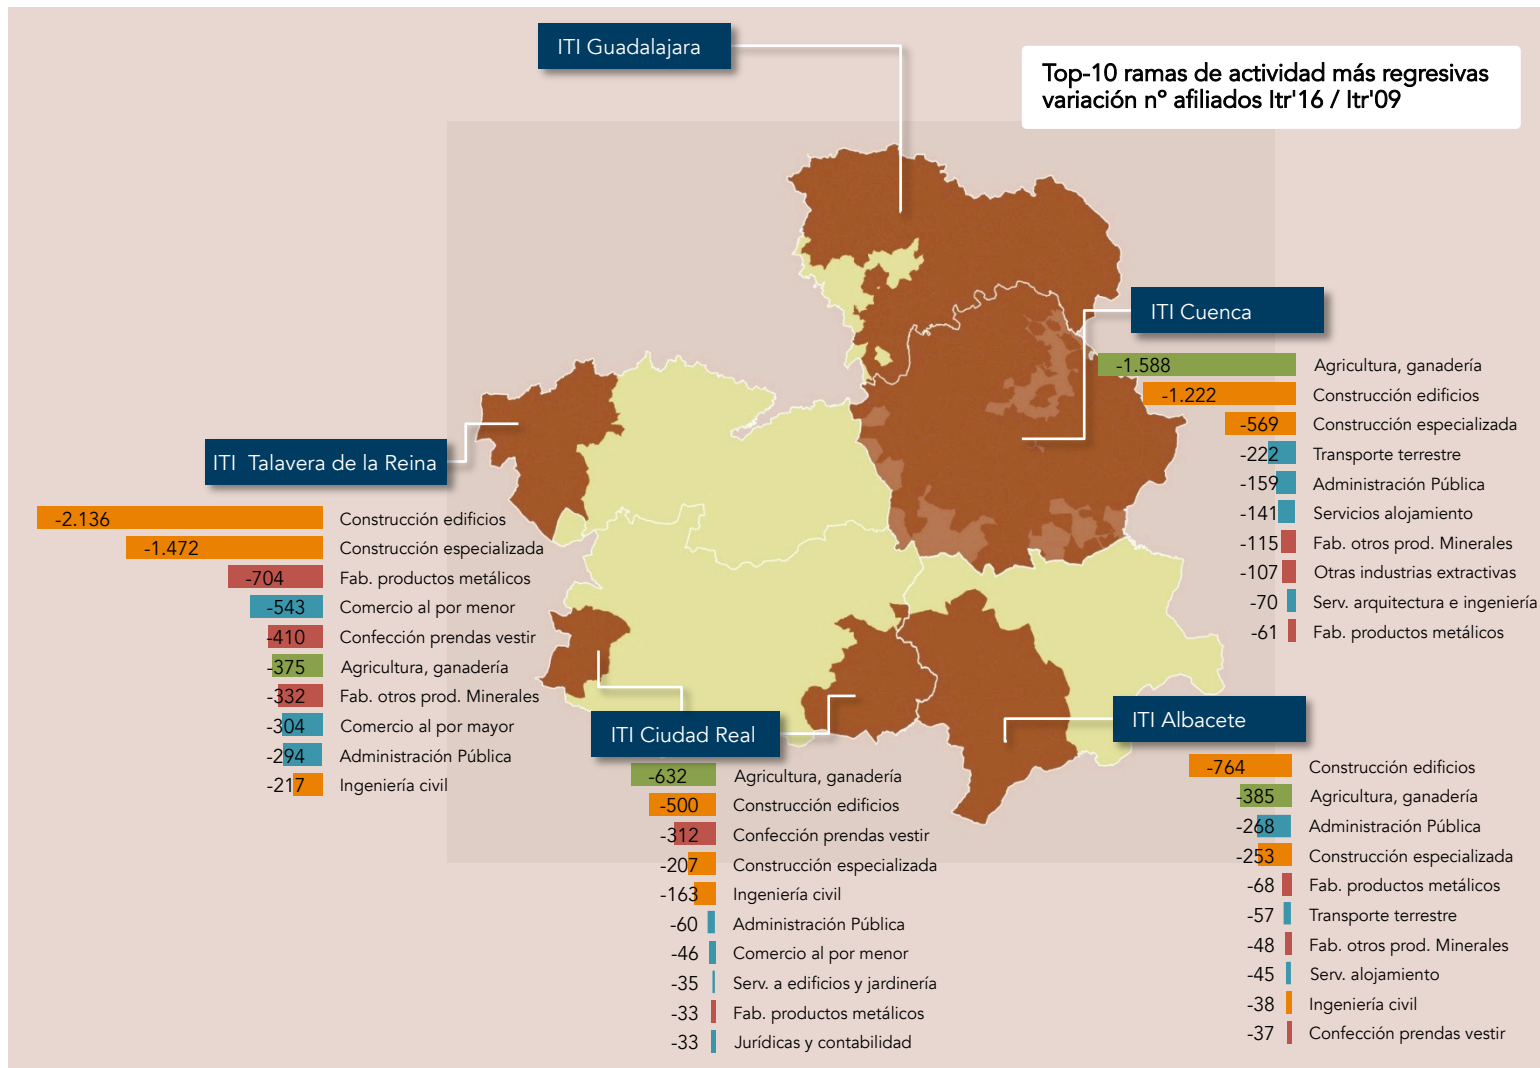 ITI Guadalajara
Top-10 ramas de actividad más regresivas
variación nº afiliados Itr'16 / Itr'09
ITI Cuenca
-1.588 Agricultura, ganadería
-1.222 Construcción edificios
-569 Construcción especializada
-222 Transporte terrestre
-159 Administración Pública
-141 Servicios alojamiento
-115 Fab. otros prod. Minerales
-107 Otras industrias extractivas
-70 Serv. arquitectura e ingeniería
-61 Fab. productos metálicos
ITI Talavera de la Reina
-2.136 Construcción edificios
-1.472 Construcción especializada
-704 Fab. productos metálicos
-543 Comercio al por menor
-410 Confección prendas vestir
-375 Agricultura, ganadería
-332 Fab. otros prod. Minerales
-304 Comercio al por mayor
-294 Administración Pública
-217 Ingeniería civil
ITI Ciudad Real
-632 Agricultura, ganadería
-500 Construcción edificios
-312 Confección prendas vestir
-207 Construcción especializada
-163 Ingeniería civil
-60 Administración Pública
-46 Comercio al por menor
-35 Serv. a edificios y jardinería
-33 Fab. productos metálicos
-33 Jurídicas y contabilidad
ITI Albacete
-764 Construcción edificios
-385 Agricultura, ganadería
-268 Administración Pública
-253 Construcción especializada
-68 Fab. productos metálicos
-57 Transporte terrestre
-48 Fab. otros prod. Minerales
-45 Serv. alojamiento
-38 Ingeniería civil
-37 Confección prendas vestir